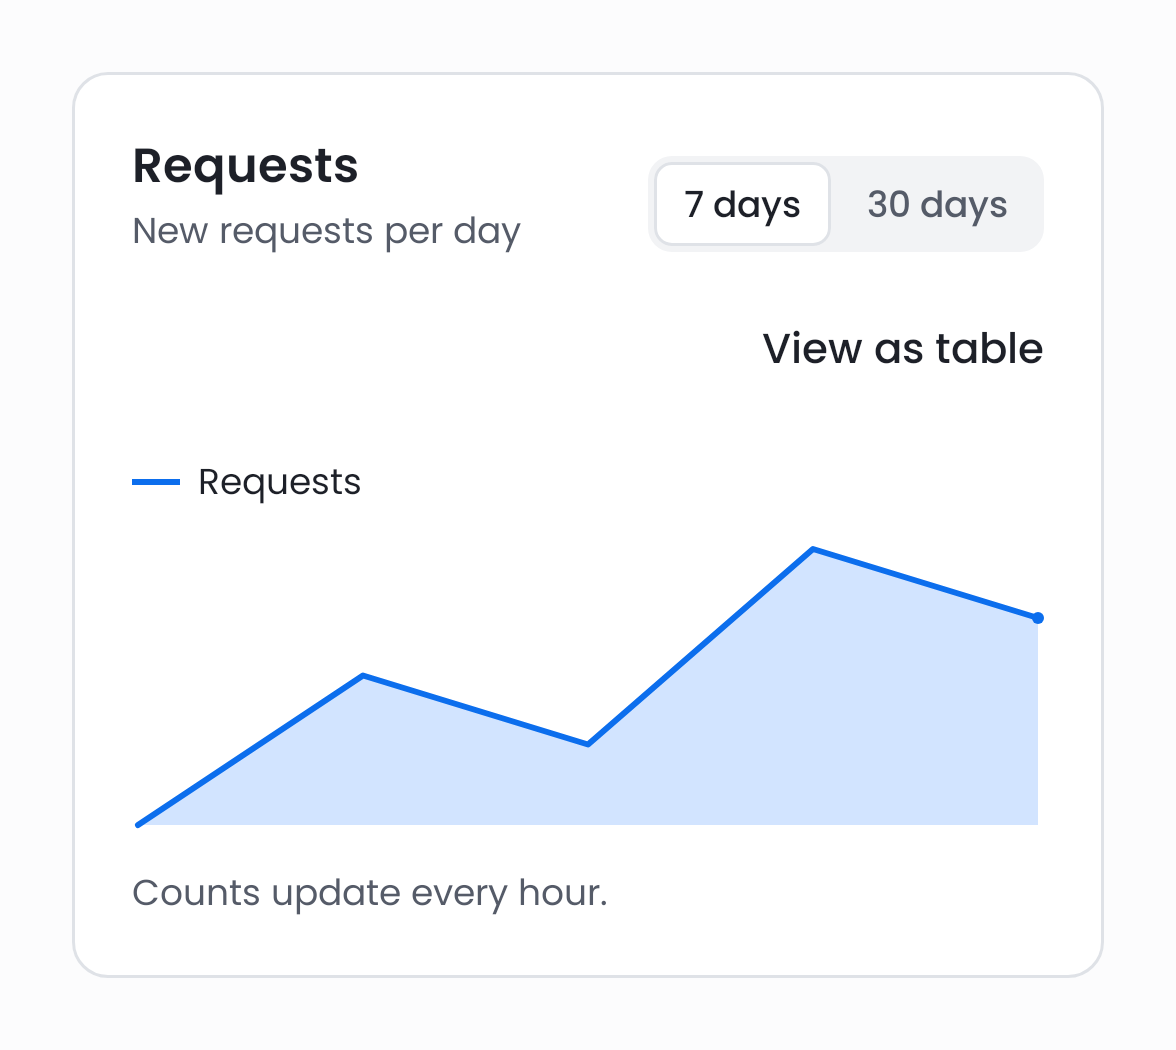 Requests
New requests per day
7 days
30 days
View as table
Requests
Counts update every hour.